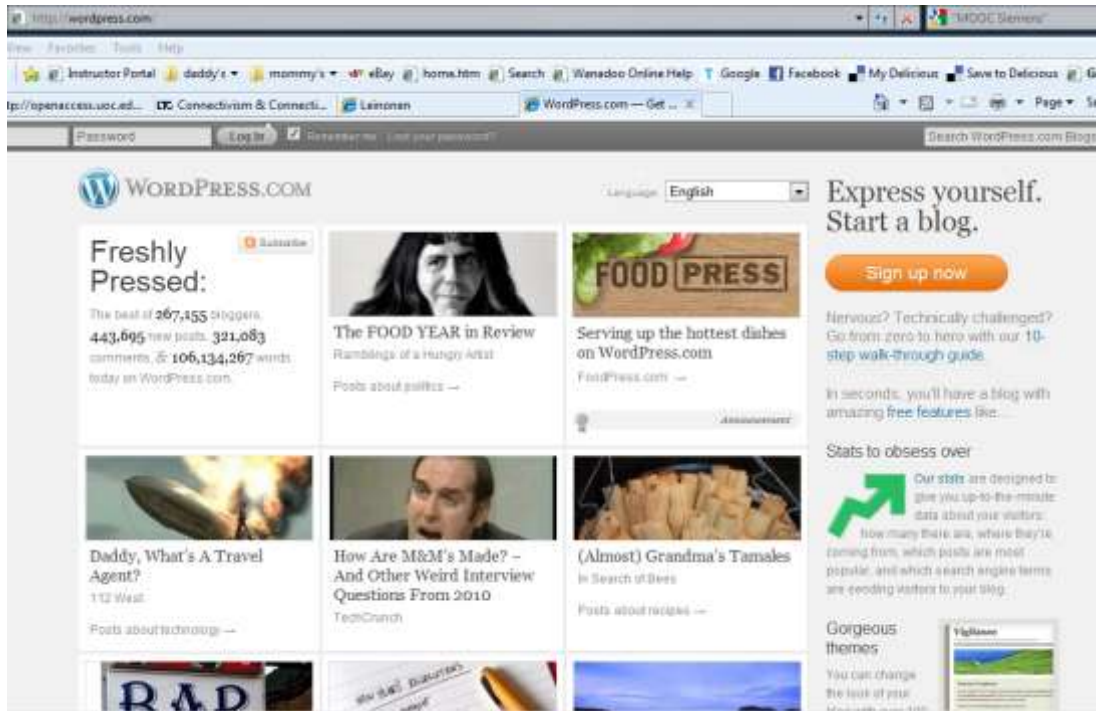 http://wordpress.com/
"MOOC Siemens"
View Favorites Tools Help
Instructor Portal daddy's mommy's eBay home.htm Search Wanadoo Online Help Google Facebook My Delicious Save to Delicious
tp://openaccess.uoc.ed... LTC Connectivism & Connecti... Leinonen WordPress.com — Get ... X Page
Password Log In Remember me Lost your password? Search WordPress.com Blogs
WORDPRESS.COM
Language: English
Express yourself.
Start a blog.
Sign up now
Nervous? Technically challenged?
Go from zero to hero with our 10-
step walk-through guide.
In seconds, you'll have a blog with
amazing free features like...
Stats to obsess over
Our stats are designed to
give you up-to-the-minute
data about your visitors:
how many there are, where they're
coming from, which posts are most
popular, and which search engine terms
are sending visitors to your blog.
Gorgeous
themes
Vigilance
You can change
the look of your
Freshly
Pressed:
Subscribe
The best of 267,155 bloggers,
443,695 new posts, 321,083
comments, & 106,134,267 words
today on WordPress.com.
The FOOD YEAR in Review
Ramblings of a Hungry Artist
Posts about politics →
FOOD PRESS
Serving up the hottest dishes
on WordPress.com
FoodPress.com →
Announcement
Daddy, What's A Travel
Agent?
112 West
Posts about technology →
How Are M&M's Made? –
And Other Weird Interview
Questions From 2010
TechCrunch
(Almost) Grandma's Tamales
In Search of Bees
Posts about recipes →
BAR